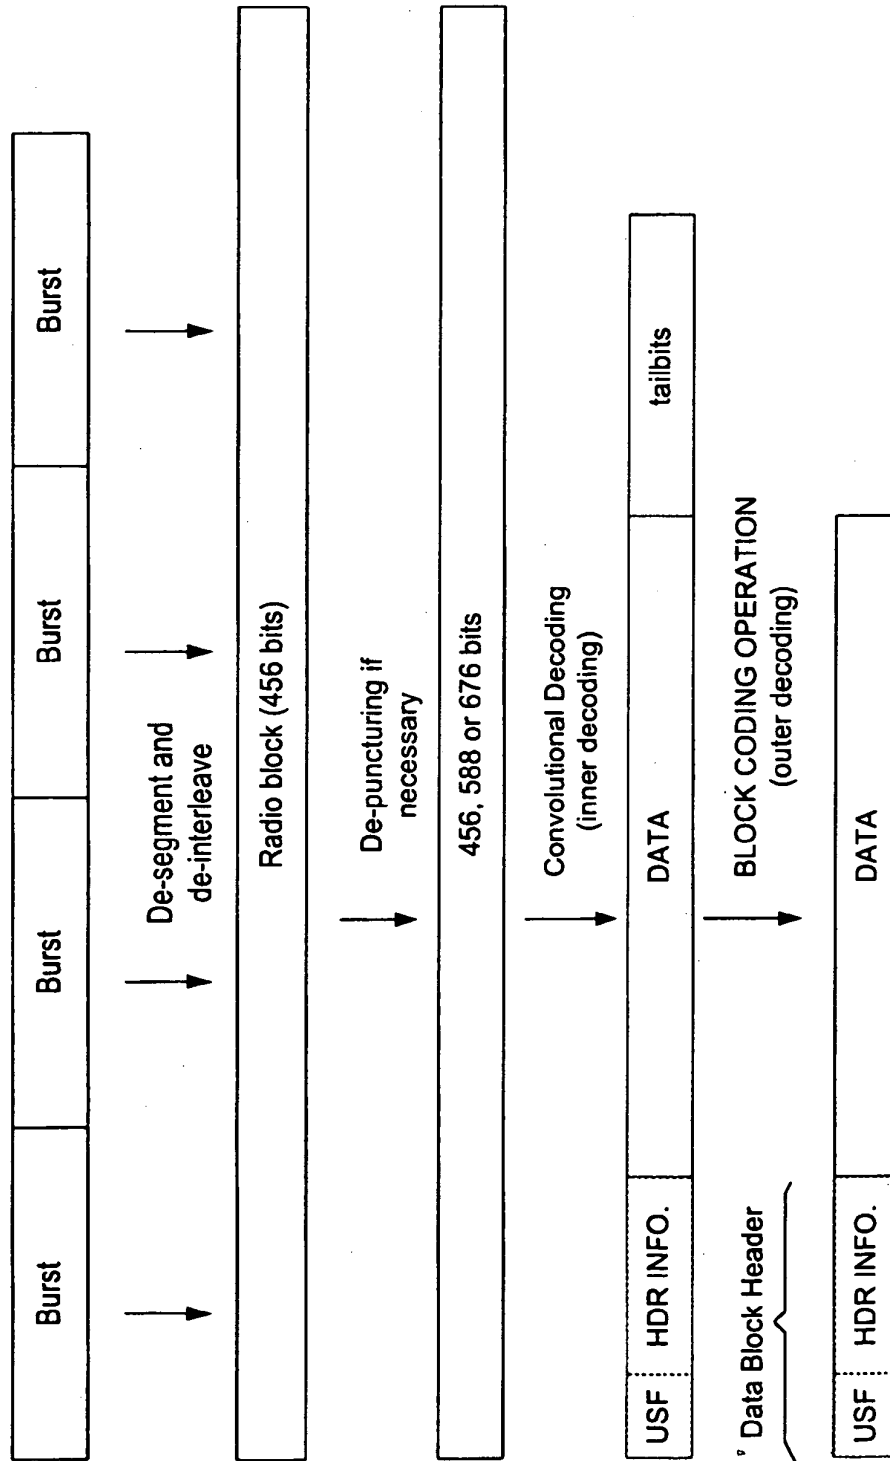 Burst
Burst
Burst
Burst
De-segment and
de-interleave
Radio block (456 bits)
De-puncturing if
necessary
456, 588 or 676 bits
Convolutional Decoding
(inner decoding)
USF
HDR INFO.
DATA
tailbits
Data Block Header
BLOCK CODING OPERATION
(outer decoding)
USF
HDR INFO.
DATA